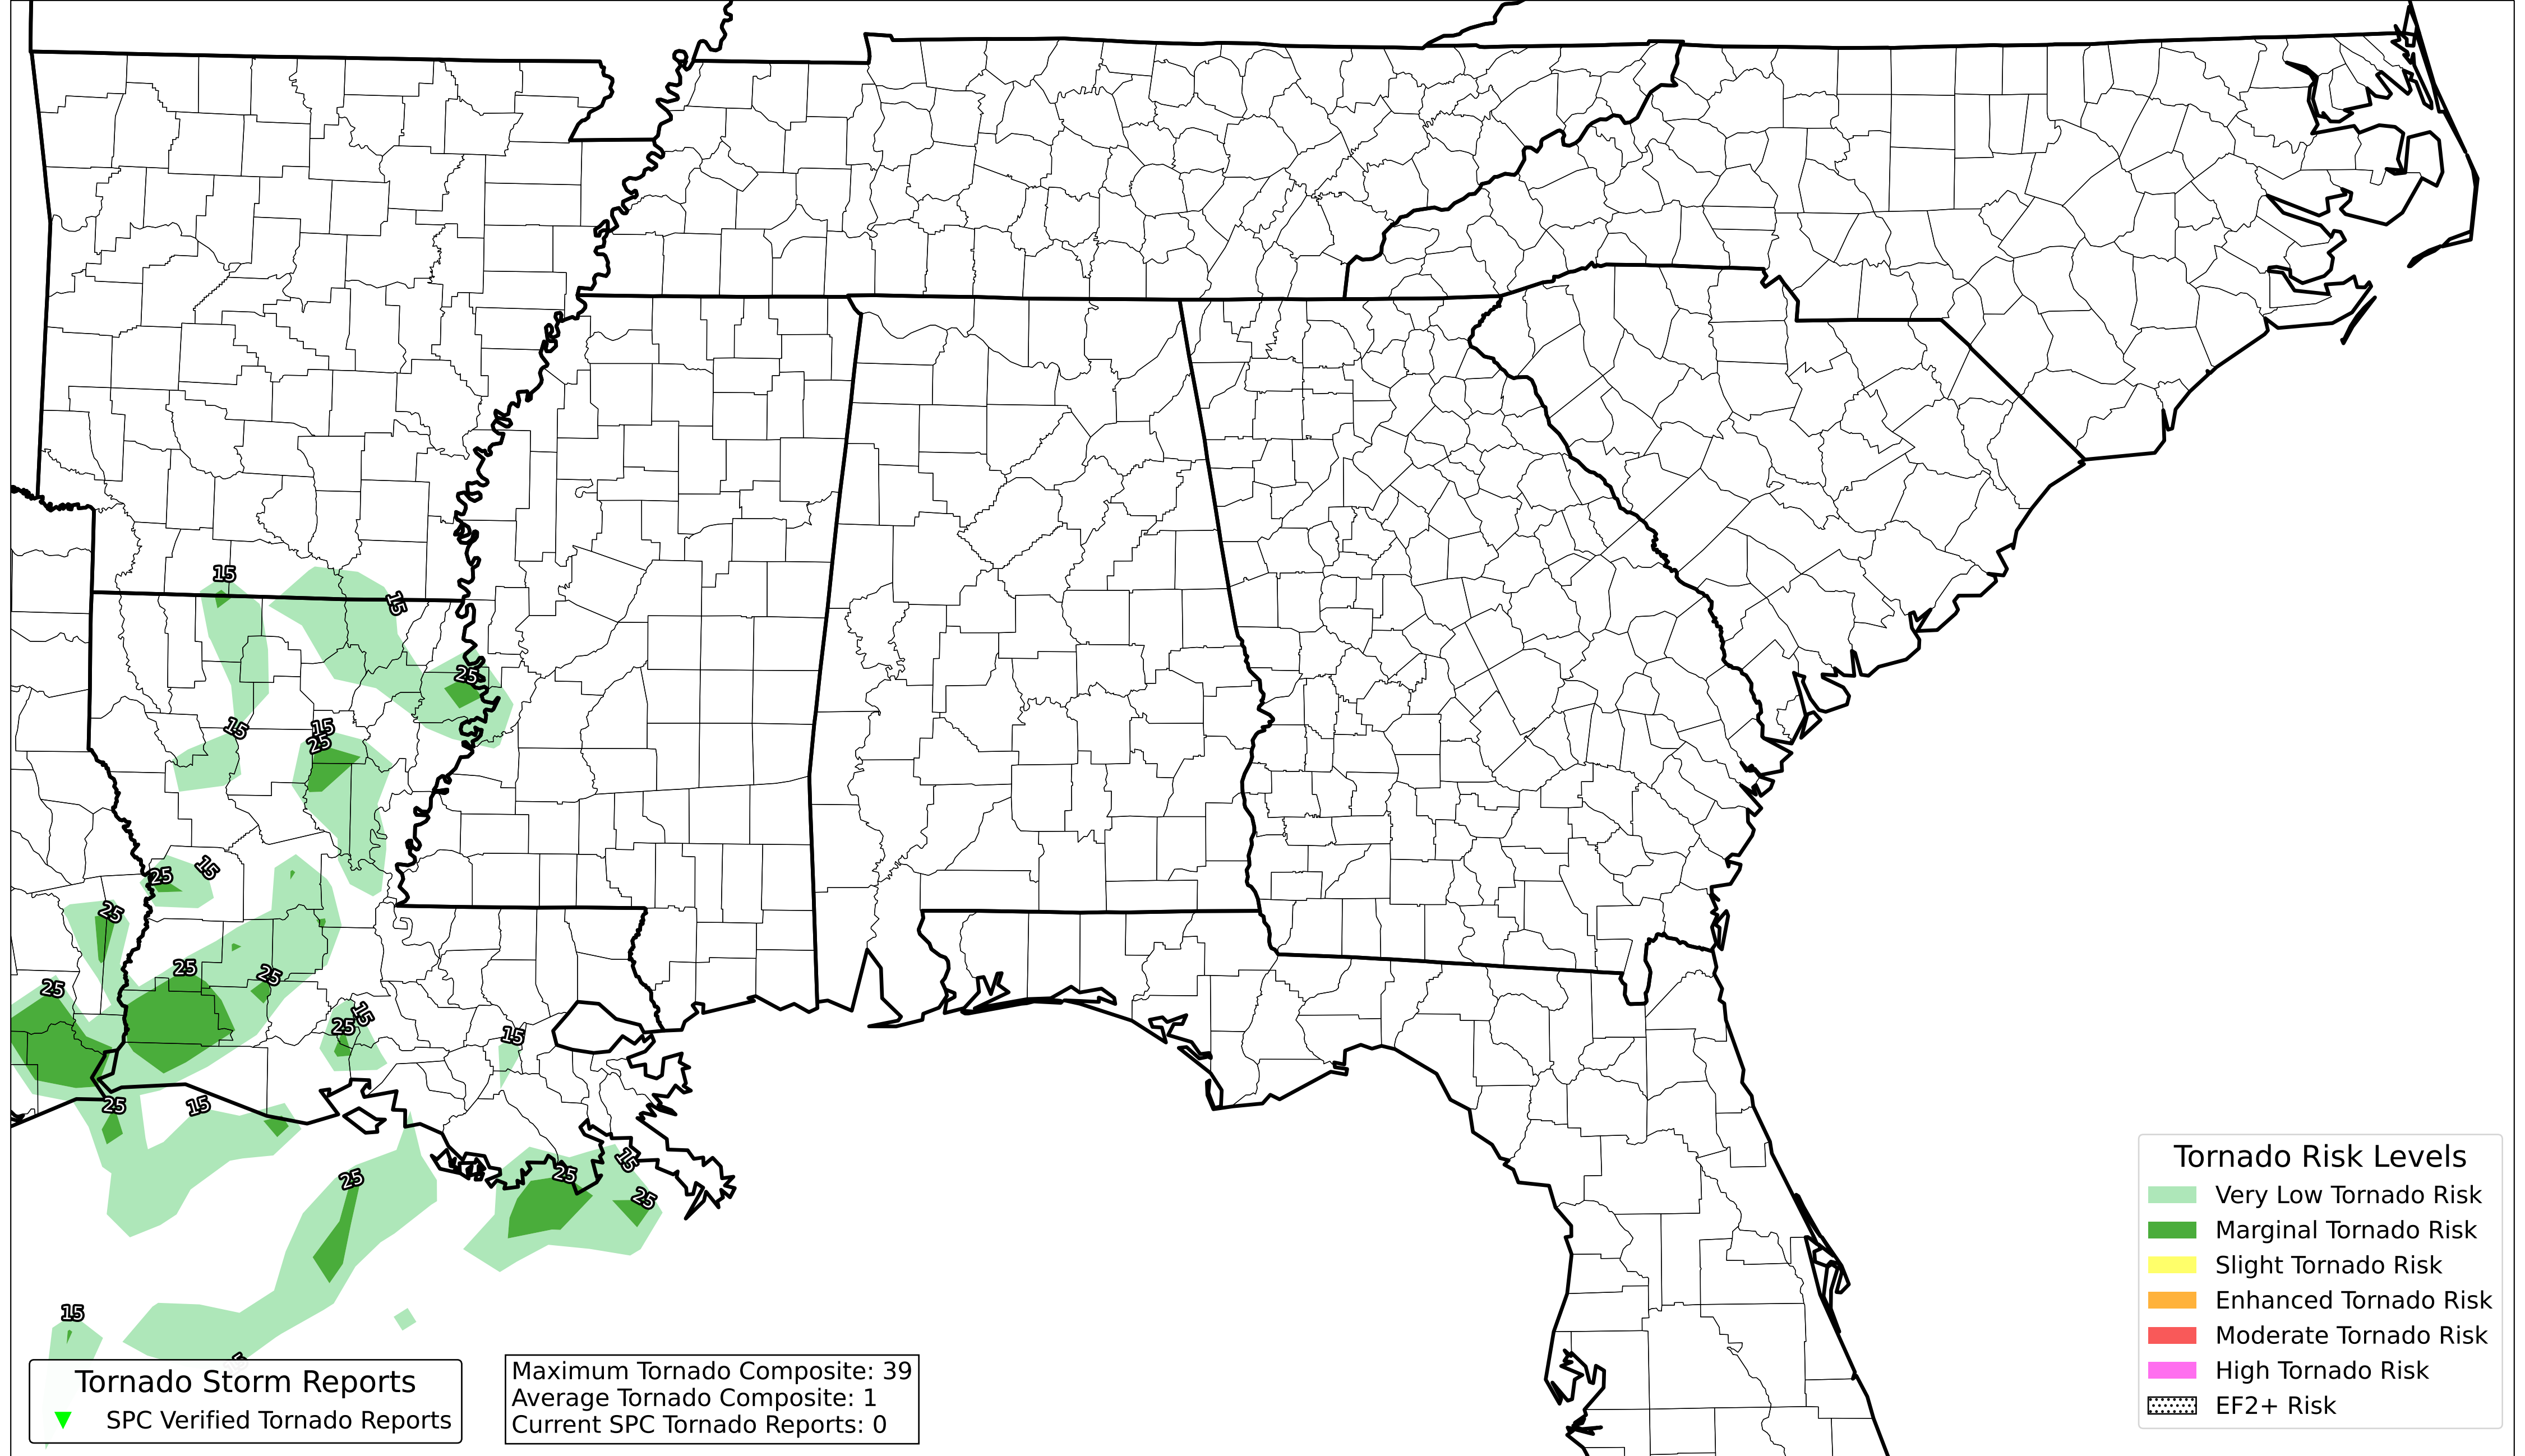 15
15
25
15
15
25
15
25
25
25
25
25
15
25
15
25
15
25
25
15
25
15
Tornado Storm Reports
SPC Verified Tornado Reports
Maximum Tornado Composite: 39
Average Tornado Composite: 1
Current SPC Tornado Reports: 0
Tornado Risk Levels
Very Low Tornado Risk
Marginal Tornado Risk
Slight Tornado Risk
Enhanced Tornado Risk
Moderate Tornado Risk
High Tornado Risk
EF2+ Risk